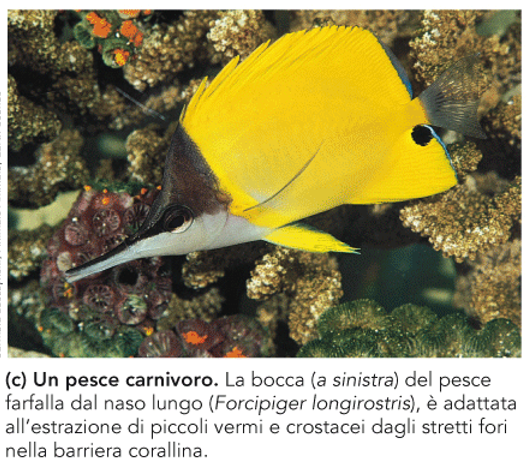 (c) Un pesce carnivoro. La bocca (a sinistra) del pesce
farfalla dal naso lungo (Forcipiger longirostris), è adattata
all'estrazione di piccoli vermi e crostacei dagli stretti fori
nella barriera corallina.